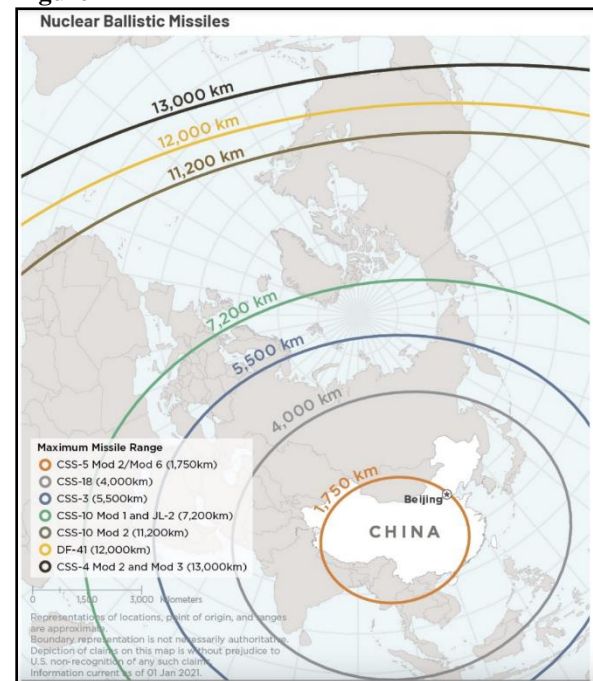 Nuclear Ballistic Missiles
13,000 km
12,000 km
11,200 km
7,200 km
5,500 km
4,000 km
1,750 km
Beijing
CHINA
Maximum Missile Range
CSS-5 Mod 2/Mod 6 (1,750km)
CSS-18 (4,000km)
CSS-3 (5,500km)
CSS-10 Mod 1 and JL-2 (7,200km)
CSS-10 Mod 2 (11,200km)
DF-41 (12,000km)
CSS-4 Mod 2 and Mod 3 (13,000km)
0 1,500 3,000 Kilometers
Representations of locations, point of origin, and ranges
are approximate.
Boundary representation is not necessarily authoritative.
Depiction of claims on this map is without prejudice to
U.S. non-recognition of any such claims.
Information current as of 01 Jan 2021.